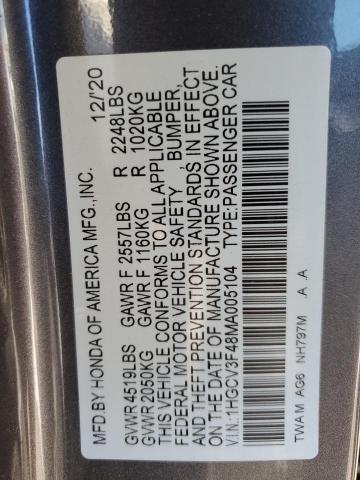 MFD.BY HONDA OF AMERICA MFG.,INC. 12/20
GVWR 4519LBS GAWR F 2557LBS R 2248LBS
GVWR 2050KG GAWR F 1160KG R 1020KG
THIS VEHICLE CONFORMS TO ALL APPLICABLE
FEDERAL MOTOR VEHICLE SAFETY , BUMPER,
AND THEFT PREVENTION STANDARDS IN EFFECT
ON THE DATE OF MANUFACTURE SHOWN ABOVE.
V.I.N.:1HGCV3F48MA005104 TYPE:PASSENGER CAR
TWA M AG6 NH797M .A .A